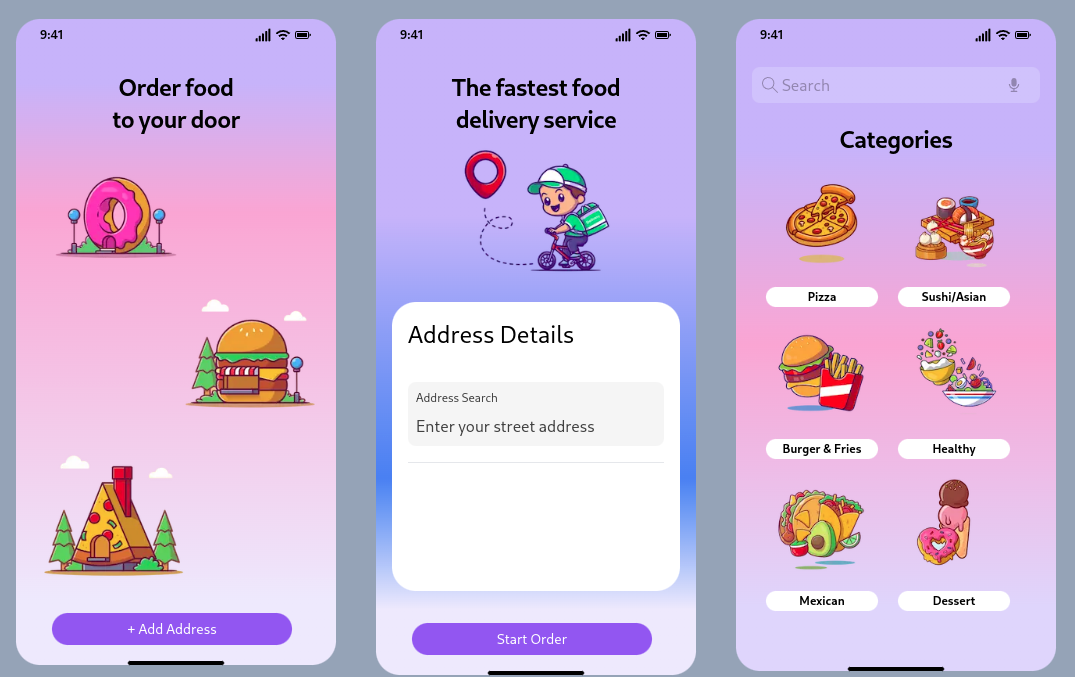 9:41
Order food
to your door
+ Add Address
9:41
The fastest food
delivery service
Address Details
Address Search
Enter your street address
Start Order
9:41
Search
Categories
Pizza
Sushi/Asian
Burger & Fries
Healthy
Mexican
Dessert